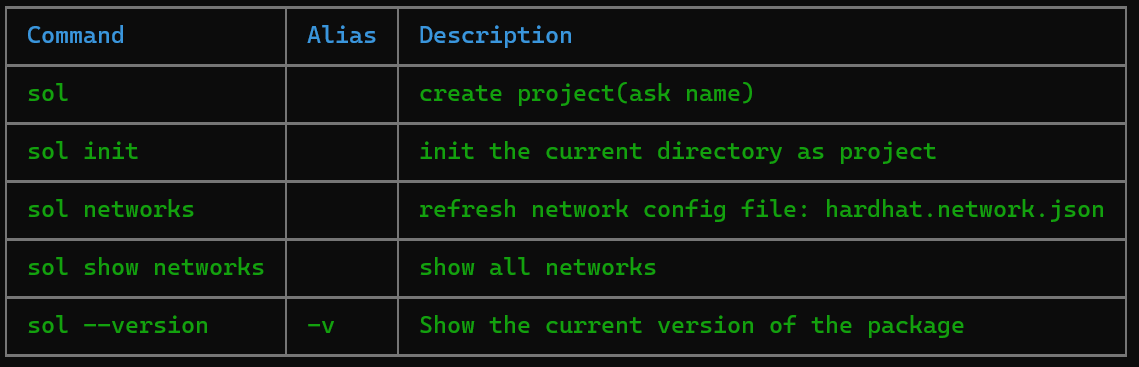 Command Alias Description
sol create project(ask name)
sol init init the current directory as project
sol networks refresh network config file: hardhat.network.json
sol show networks show all networks
sol --version -v Show the current version of the package